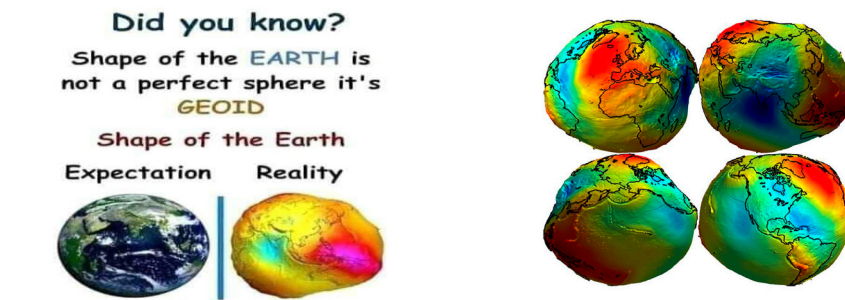 Did you know?
Shape of the EARTH is
not a perfect sphere it's
GEOID
Shape of the Earth
Expectation Reality